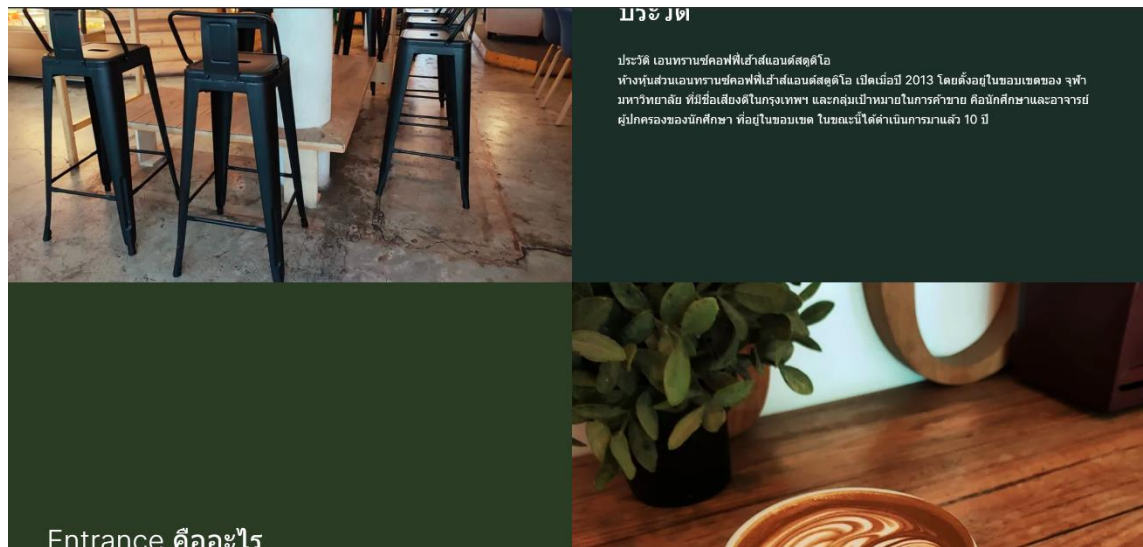 ประวัติ
ประวัติ เอนทรานซ์คอฟฟี่เฮ้าส์แอนด์สตูดิโอ
ห้างหุ้นส่วนเอนทรานซ์คอฟฟี่เฮ้าส์แอนด์สตูดิโอ เปิดเมื่อปี 2013 โดยตั้งอยู่ในขอบเขตของ จุฬา
มหาวิทยาลัย ที่มีชื่อเสียงดีในกรุงเทพฯ และกลุ่มเป้าหมายในการค้าขาย คือนักศึกษาและอาจารย์
ผู้ปกครองของนักศึกษา ที่อยู่ในขอบเขต ในขณะนี้ได้ดำเนินการมาแล้ว 10 ปี
Entrance คืออะไร